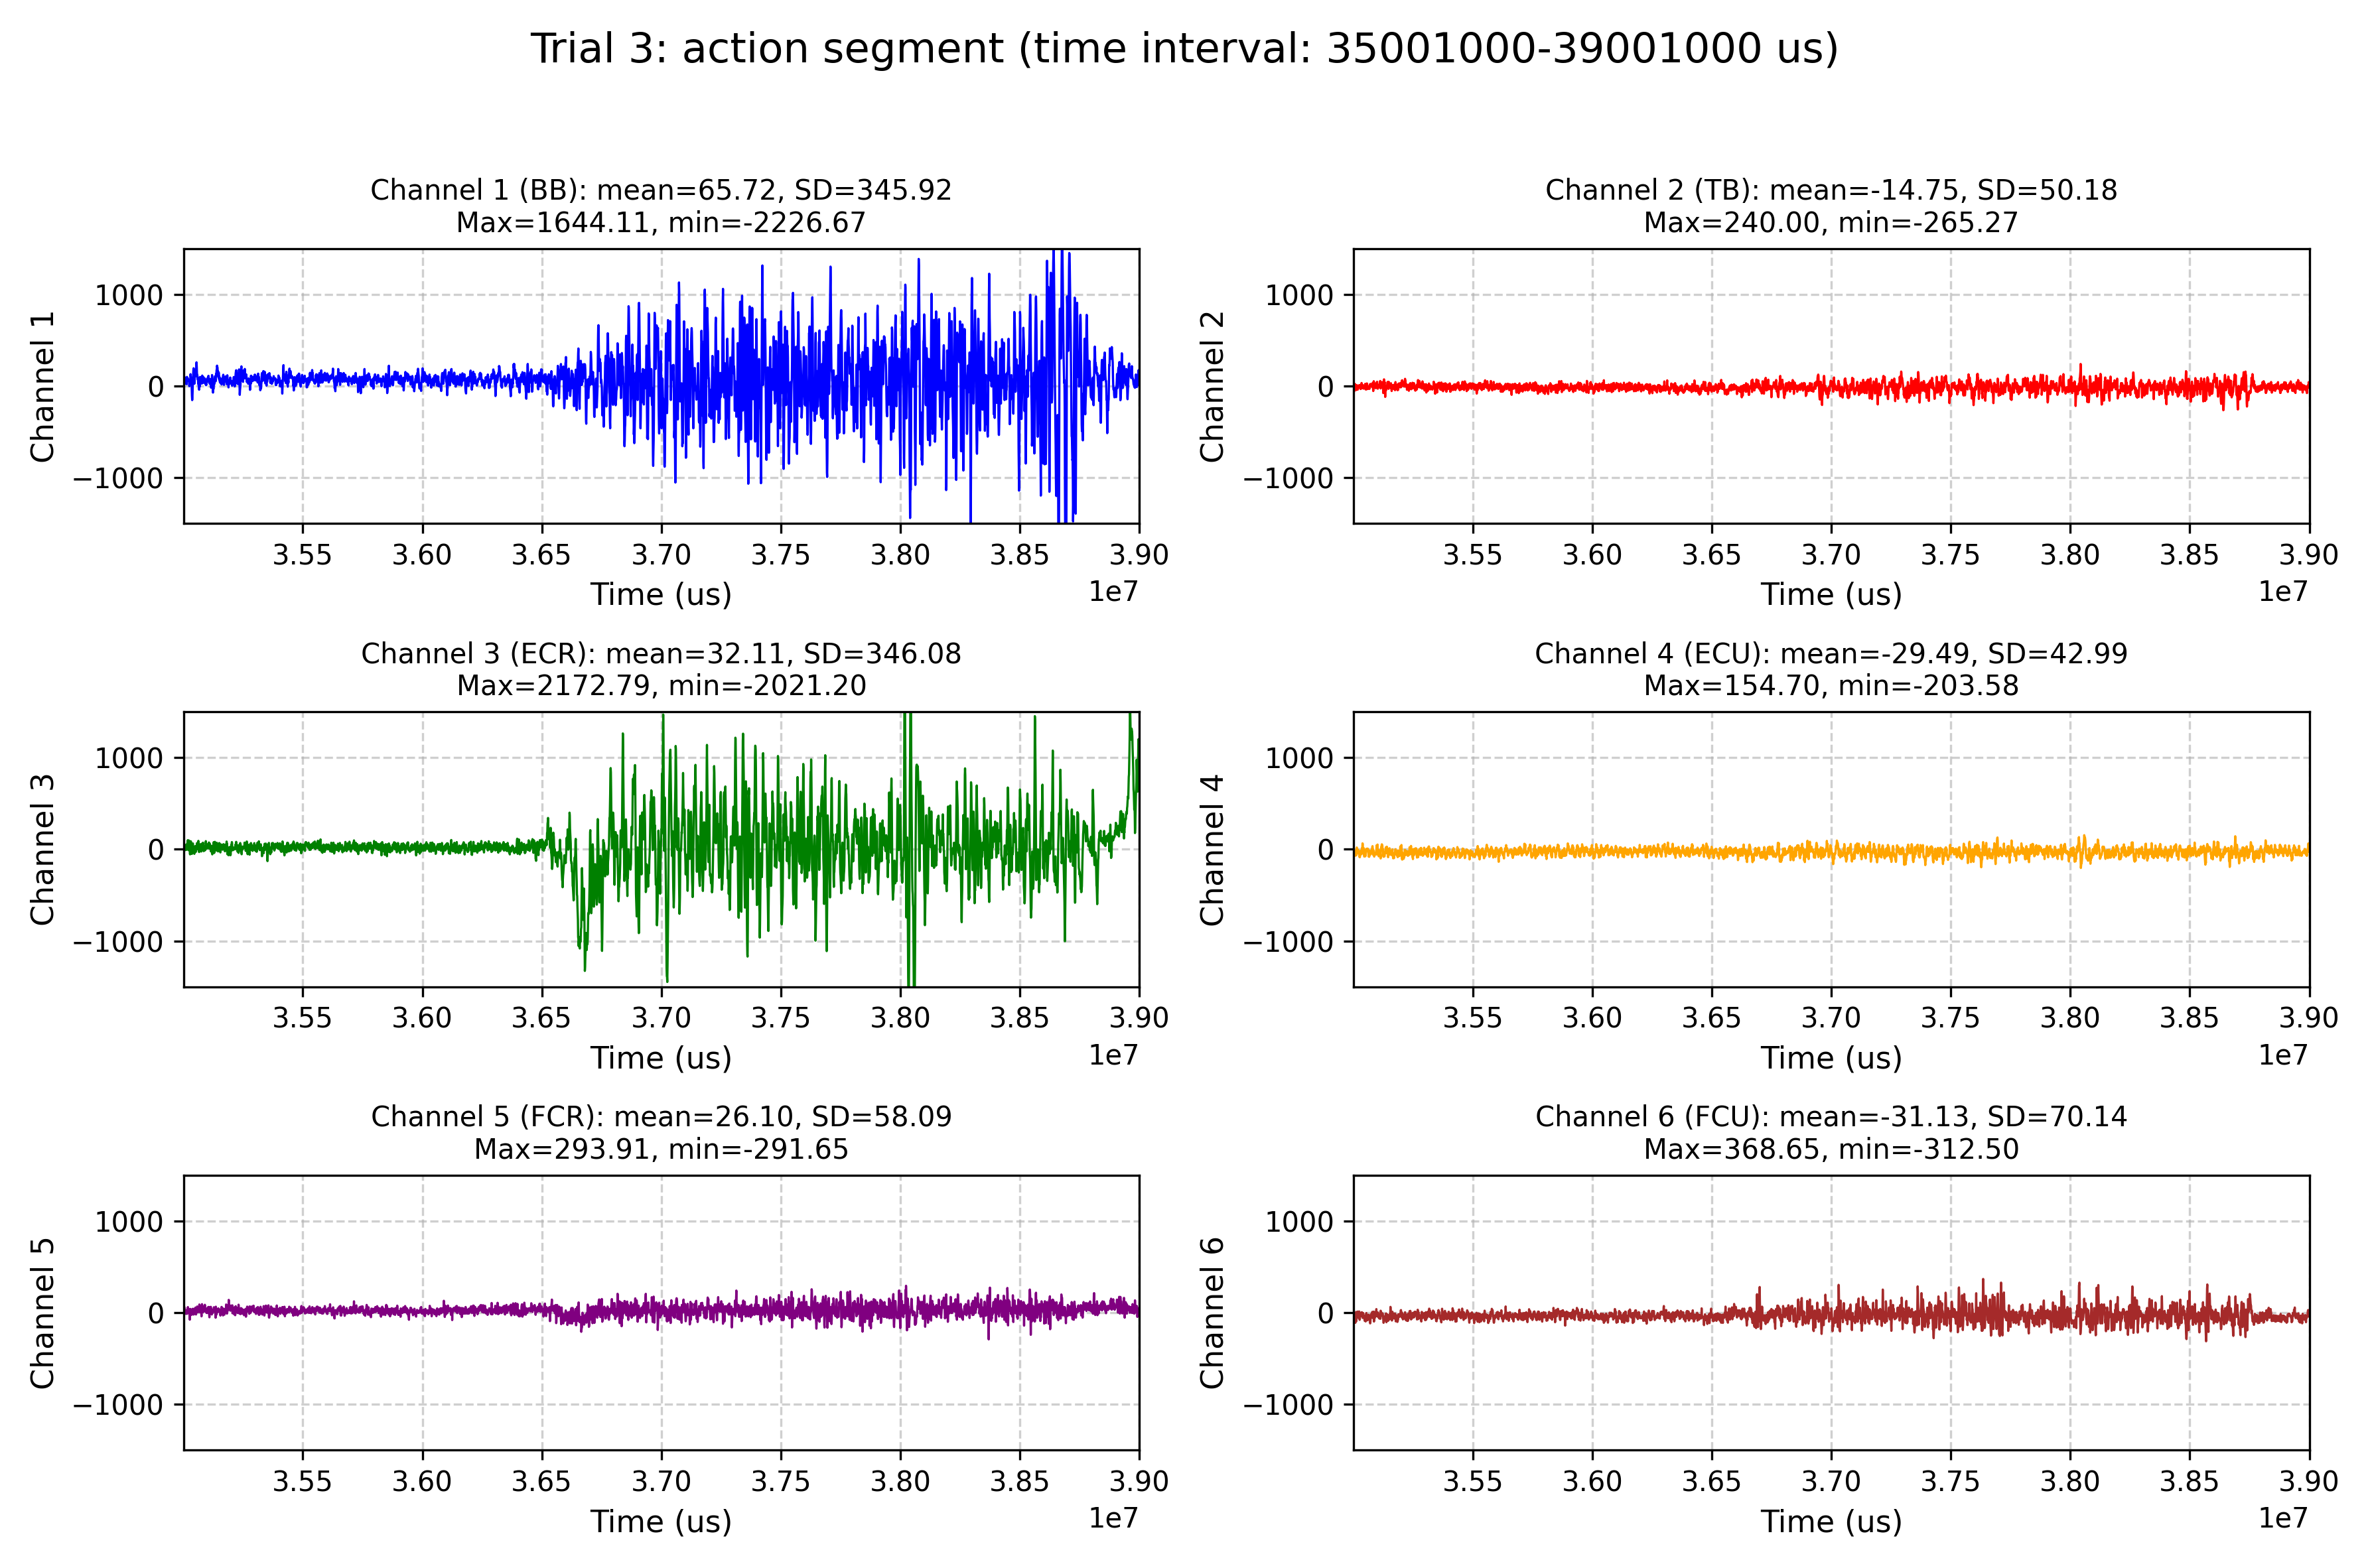 Trial 3: action segment (time interval: 35001000-39001000 us)
Channel 1 (BB): mean=65.72, SD=345.92
Max=1644.11, min=-2226.67
Channel 1
1000
0
−1000
3.55 3.60 3.65 3.70 3.75 3.80 3.85 3.90
1e7
Time (us)
Channel 2 (TB): mean=-14.75, SD=50.18
Max=240.00, min=-265.27
Channel 2
1000
0
−1000
3.55 3.60 3.65 3.70 3.75 3.80 3.85 3.90
1e7
Time (us)
Channel 3 (ECR): mean=32.11, SD=346.08
Max=2172.79, min=-2021.20
Channel 3
1000
0
−1000
3.55 3.60 3.65 3.70 3.75 3.80 3.85 3.90
1e7
Time (us)
Channel 4 (ECU): mean=-29.49, SD=42.99
Max=154.70, min=-203.58
Channel 4
1000
0
−1000
3.55 3.60 3.65 3.70 3.75 3.80 3.85 3.90
1e7
Time (us)
Channel 5 (FCR): mean=26.10, SD=58.09
Max=293.91, min=-291.65
Channel 5
1000
0
−1000
3.55 3.60 3.65 3.70 3.75 3.80 3.85 3.90
1e7
Time (us)
Channel 6 (FCU): mean=-31.13, SD=70.14
Max=368.65, min=-312.50
Channel 6
1000
0
−1000
3.55 3.60 3.65 3.70 3.75 3.80 3.85 3.90
1e7
Time (us)